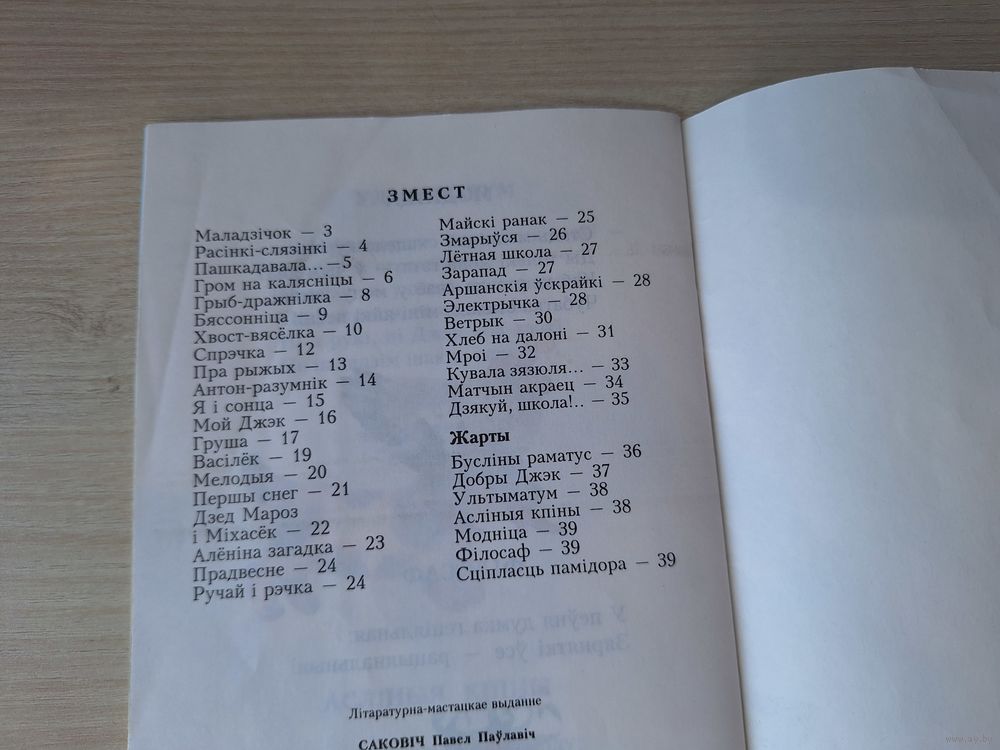 ЗМЕСТ
Маладзічок — 3
Расінкі-слязінкі — 4
Пашкадавала...—5
Гром на калясніцы — 6
Грыб-дражнілка — 8
Бяссонніца — 9
Хвост-вясёлка — 10
Спрэчка — 12
Пра рыжых — 13
Антон-разумнік — 14
Я і сонца — 15
Мой Джэк — 16
Груша — 17
Васілёк — 19
Мелодыя — 20
Першы снег — 21
Дзед Мароз
і Міхасёк — 22
Алёніна загадка — 23
Прадвесне — 24
Ручай і рэчка — 24
Майскі ранак — 25
Змарыўся — 26
Лётная школа — 27
Зарапад — 27
Аршанскія ўскрайкі — 28
Электрычка — 28
Ветрык — 30
Хлеб на далоні — 31
Мроі — 32
Кувала зязюля... — 33
Матчын акраец — 34
Дзякуй, школа!.. — 35
Жарты
Бусліны раматус — 36
Добры Джэк — 37
Ультыматум — 38
Асліныя кпіны — 38
Модніца — 39
Філосаф — 39
Сціпласць памідора — 39
Літаратурна-мастацкае выданне
САКОВІЧ Павел Паўлавіч
www.av.by